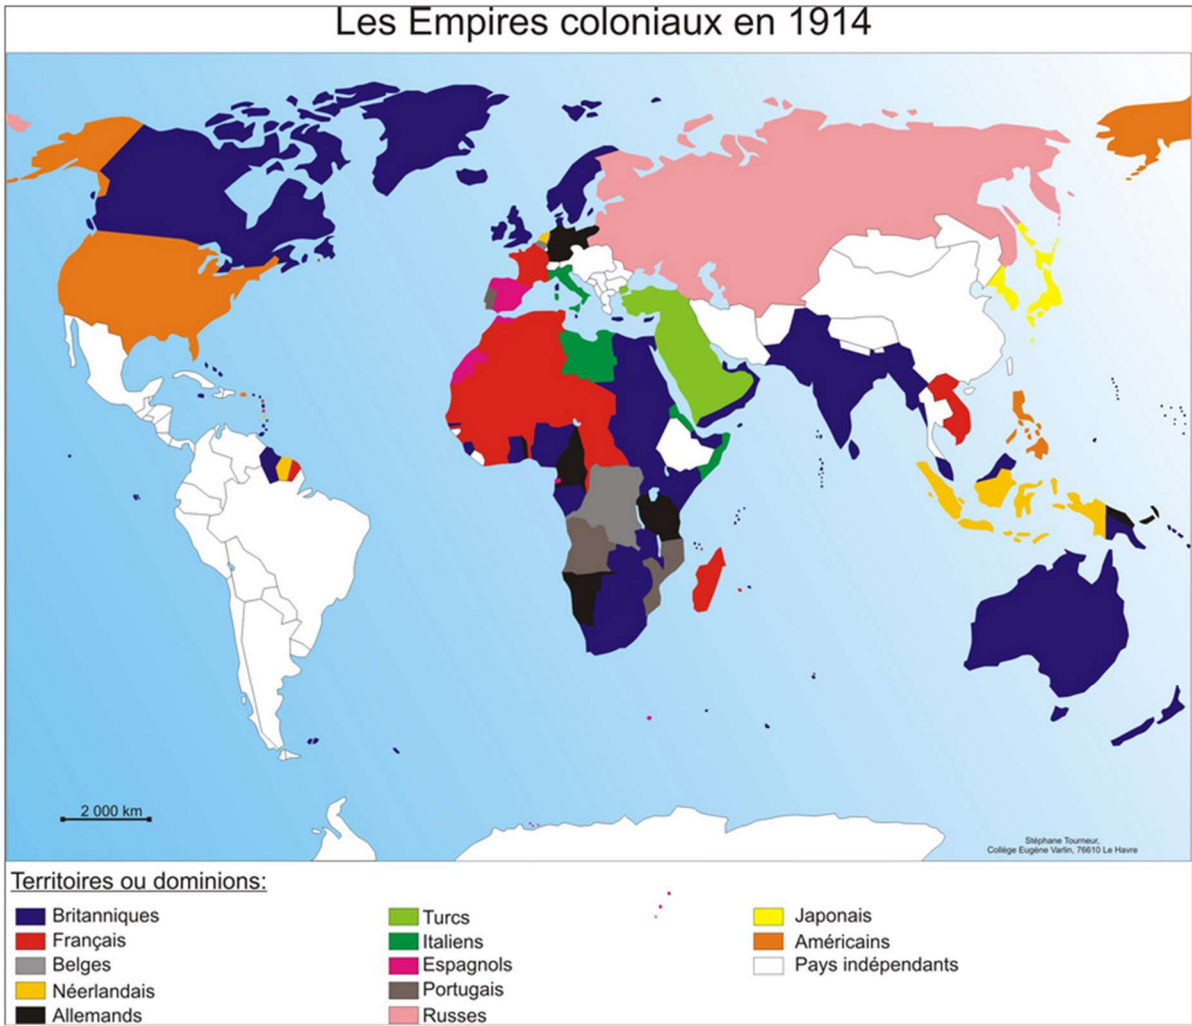 Les Empires coloniaux en 1914
2 000 km
Stéphane Tourneur,
Collège Eugène Varlin, 76610 Le Havre
Territoires ou dominions:
Britanniques
Français
Belges
Néerlandais
Allemands
Turcs
Italiens
Espagnols
Portugais
Russes
Japonais
Américains
Pays indépendants